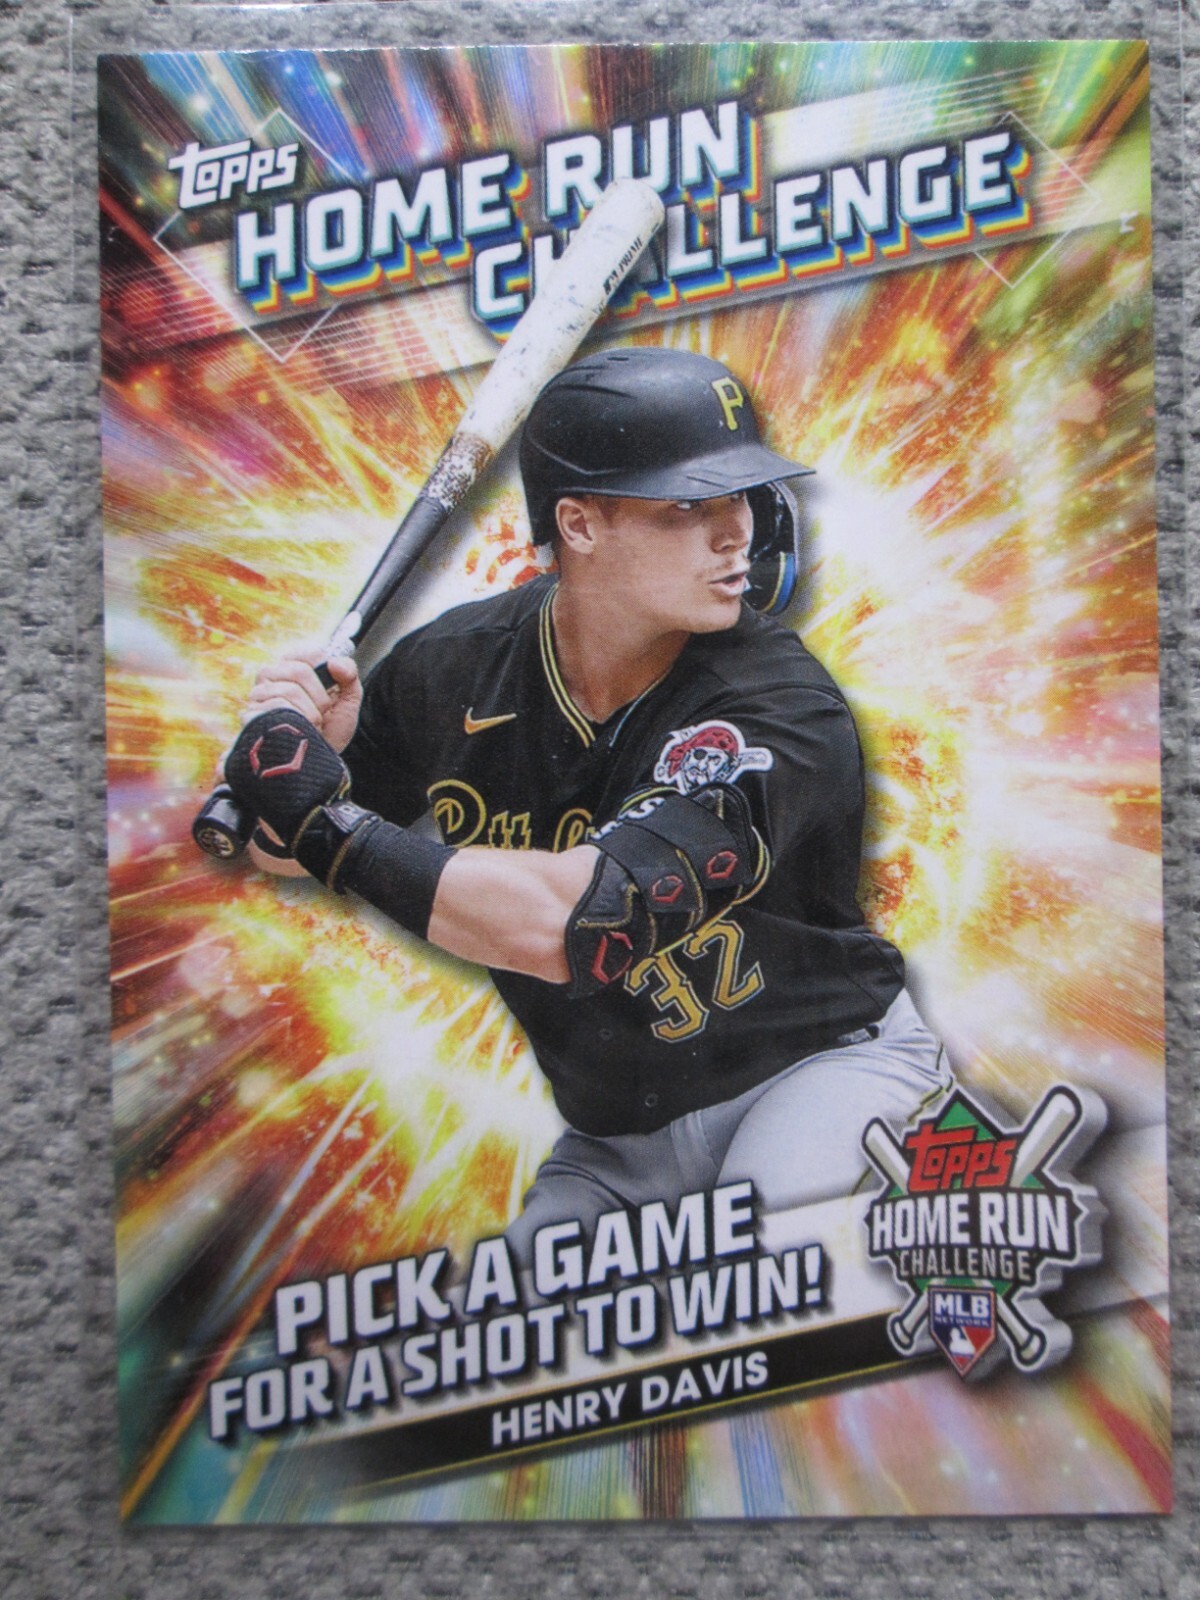 Topps
HOME RUN
CHALLENGE
P
Pitt
32
Topps
HOME RUN
CHALLENGE
MLB
NETWORK
PICK A GAME
FOR A SHOT TO WIN!
HENRY DAVIS